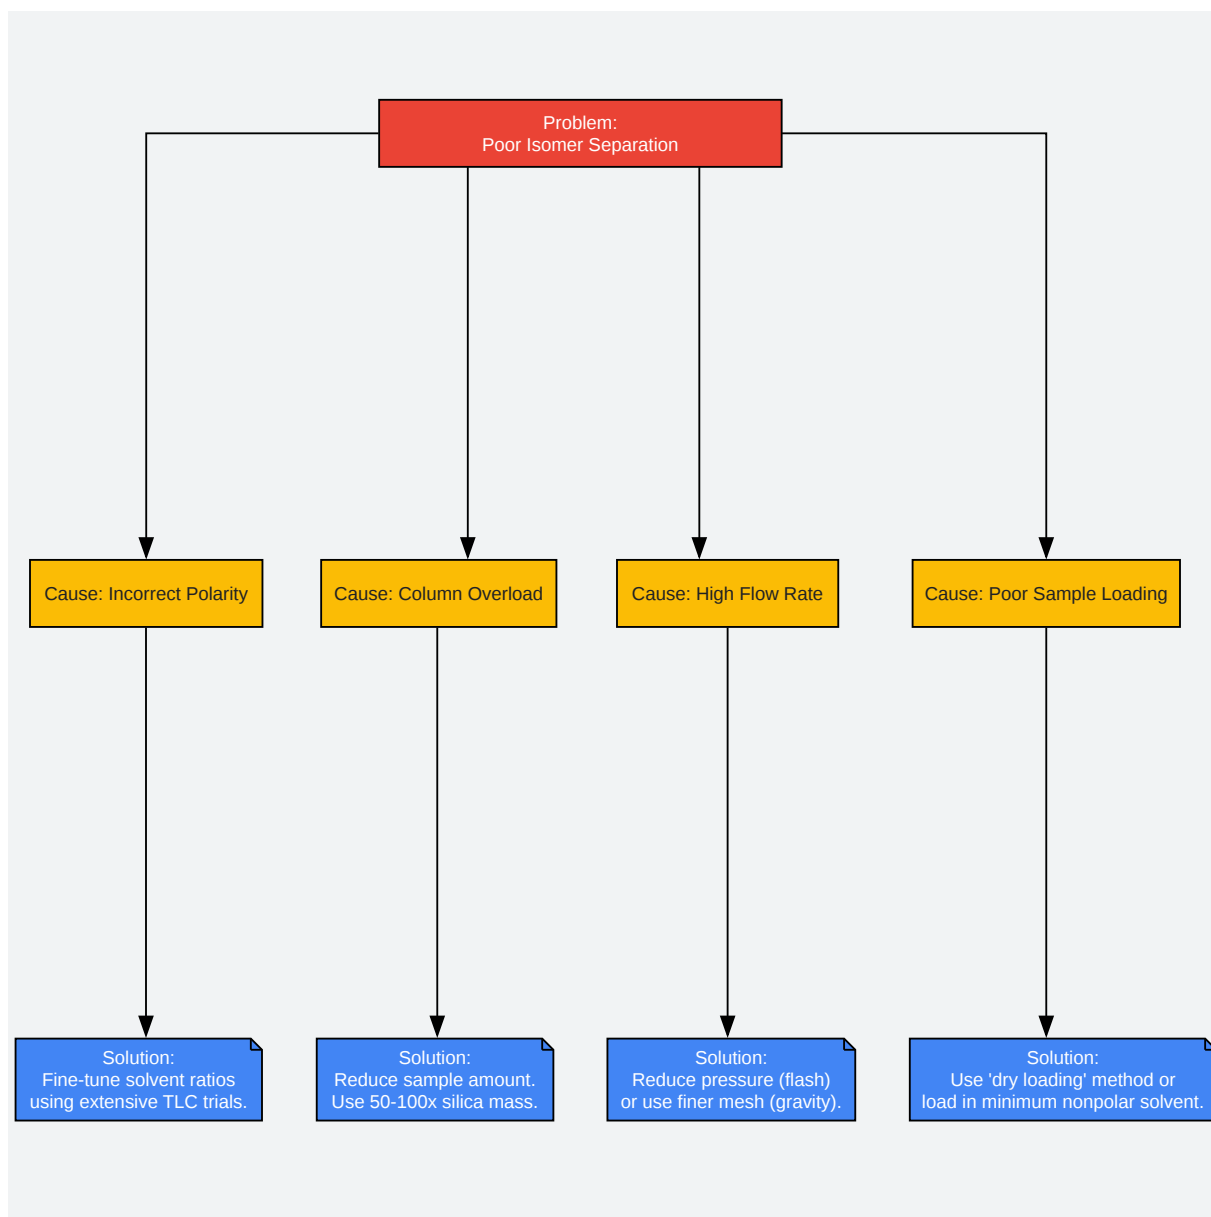 Problem:
Poor Isomer Separation
Cause: Incorrect Polarity
Cause: Column Overload
Cause: High Flow Rate
Cause: Poor Sample Loading
Solution:
Fine-tune solvent ratios
using extensive TLC trials.
Solution:
Reduce sample amount.
Use 50-100x silica mass.
Solution:
Reduce pressure (flash)
or use finer mesh (gravity).
Solution:
Use 'dry loading' method or
load in minimum nonpolar solvent.